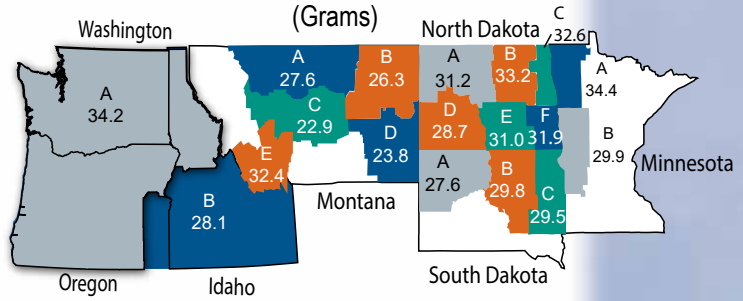 (Grams)
Washington
North Dakota
C
32.6
A
34.2
A
27.6
B
26.3
A
31.2
B
33.2
A
34.4
C
22.9
D
28.7
E
31.0
F
31.9
B
29.9
E
32.4
D
23.8
A
27.6
B
29.8
C
29.5
Minnesota
B
28.1
Montana
Oregon
Idaho
South Dakota